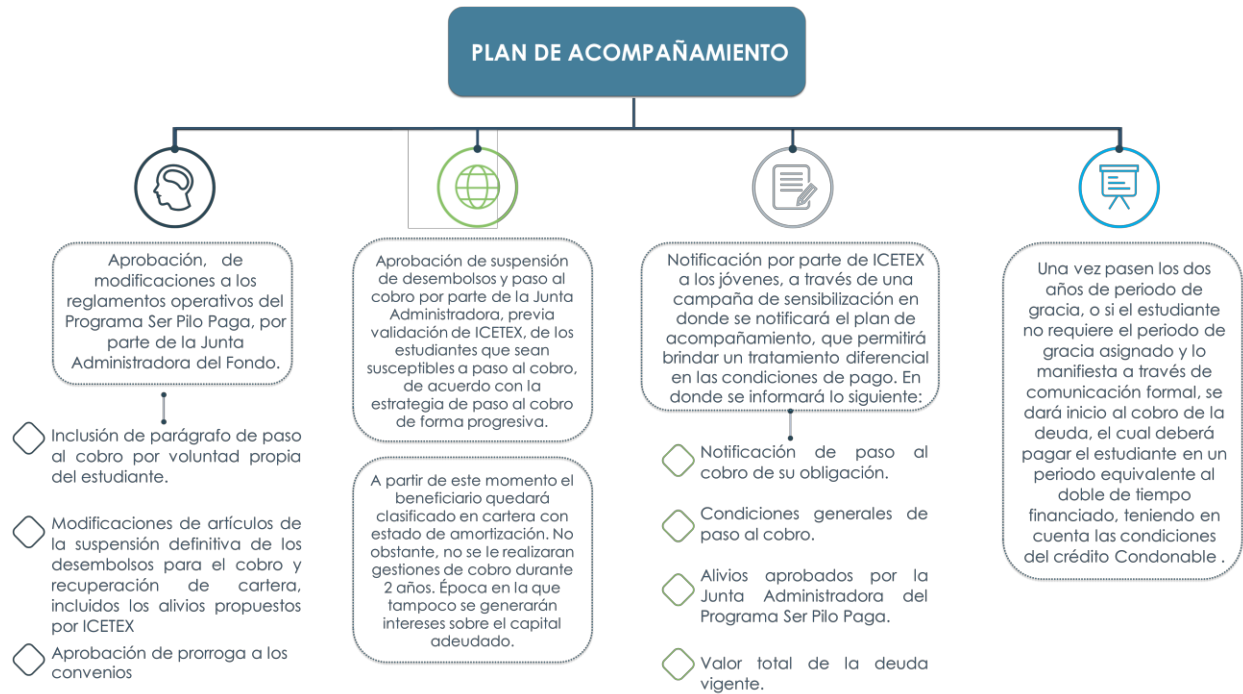 PLAN DE ACOMPAÑAMIENTO
Aprobación, de
modificaciones a los
reglamentos operativos del
Programa Ser Pilo Paga, por
parte de la Junta
Administradora del Fondo.
Inclusión de parágrafo de paso
al cobro por voluntad propia
del estudiante.
Modificaciones de artículos de
la suspensión definitiva de los
desembolsos para el cobro y
recuperación de cartera,
incluidos los alivios propuestos
por ICETEX
Aprobación de prorroga a los
convenios
Aprobación de suspensión
de desembolsos y paso al
cobro por parte de la Junta
Administradora, previa
validación de ICETEX, de los
estudiantes que sean
susceptibles a paso al cobro,
de acuerdo con la
estrategia de paso al cobro
de forma progresiva.
A partir de este momento el
beneficiario quedará
clasificado en cartera con
estado de amortización. No
obstante, no se le realizaran
gestiones de cobro durante
2 años. Época en la que
tampoco se generarán
intereses sobre el capital
adeudado.
Notificación por parte de ICETEX
a los jóvenes, a través de una
campaña de sensibilización en
donde se notificará el plan de
acompañamiento, que permitirá
brindar un tratamiento diferencial
en las condiciones de pago. En
donde se informará lo siguiente:
Notificación de paso al
cobro de su obligación.
Condiciones generales de
paso al cobro.
Alivios aprobados por la
Junta Administradora del
Programa Ser Pilo Paga.
Valor total de la deuda
vigente.
Una vez pasen los dos
años de periodo de
gracia, o si el estudiante
no requiere el periodo de
gracia asignado y lo
manifiesta a través de
comunicación formal, se
dará inicio al cobro de la
deuda, el cual deberá
pagar el estudiante en un
periodo equivalente al
doble de tiempo
financiado, teniendo en
cuenta las condiciones
del crédito Condonable .